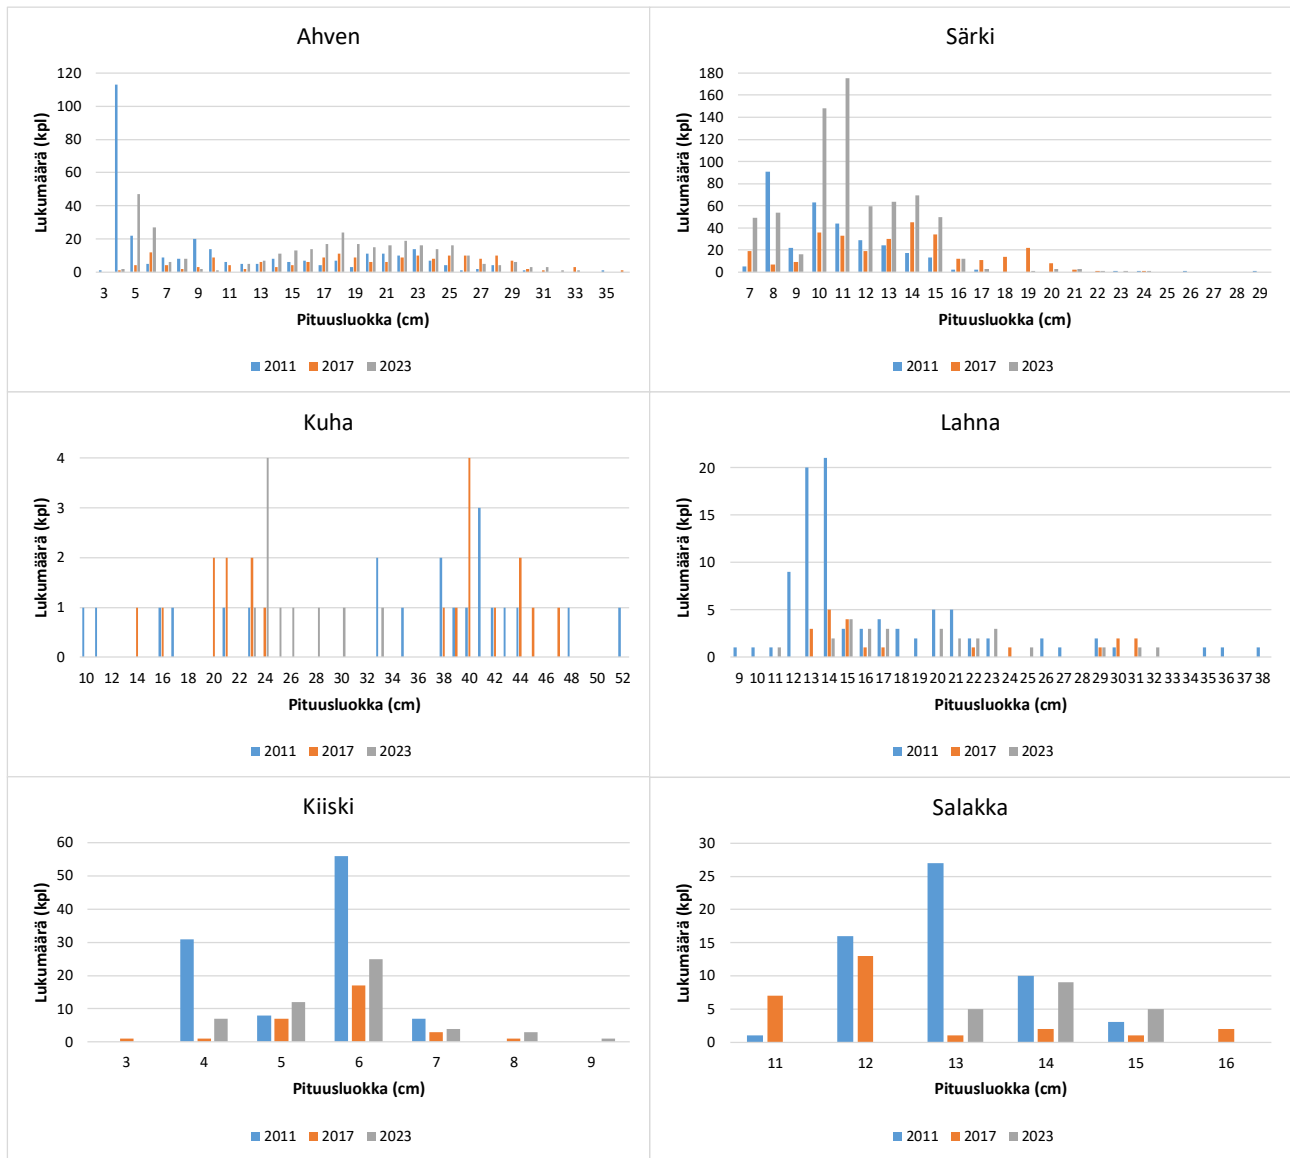 Ahven
Lukumäärä (kpl)
120
100
80
60
40
20
0
3 5 7 9 11 13 15 17 19 21 23 25 27 29 31 33 35
Pituusluokka (cm)
2011 2017 2023
Särki
Lukumäärä (kpl)
180
160
140
120
100
80
60
40
20
0
7 8 9 10 11 12 13 14 15 16 17 18 19 20 21 22 23 24 25 26 27 28 29
Pituusluokka (cm)
2011 2017 2023
Kuha
Lukumäärä (kpl)
4
3
2
1
0
10 12 14 16 18 20 22 24 26 28 30 32 34 36 38 40 42 44 46 48 50 52
Pituusluokka (cm)
2011 2017 2023
Lahna
Lukumäärä (kpl)
20
15
10
5
0
9 10 11 12 13 14 15 16 17 18 19 20 21 22 23 24 25 26 27 28 29 30 31 32 33 34 35 36 37 38
Pituusluokka (cm)
2011 2017 2023
Kiiski
Lukumäärä (kpl)
60
50
40
30
20
10
0
3 4 5 6 7 8 9
Pituusluokka (cm)
2011 2017 2023
Salakka
Lukumäärä (kpl)
30
25
20
15
10
5
0
11 12 13 14 15 16
Pituusluokka (cm)
2011 2017 2023